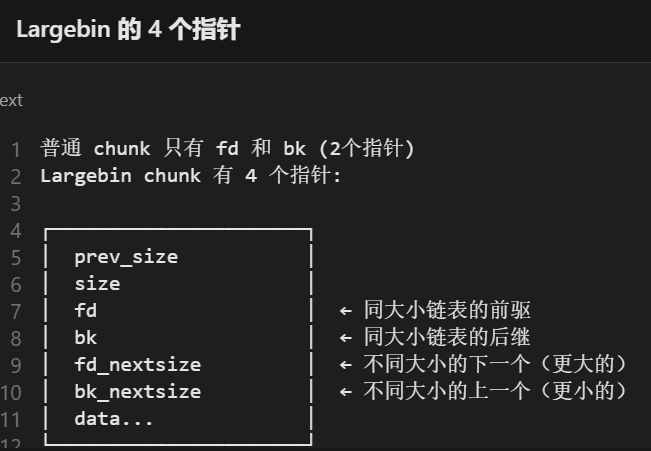 Largebin 的 4 个指针
ext
1 普通 chunk 只有 fd 和 bk (2个指针)
2 Largebin chunk 有 4 个指针:
3
4
5 prev_size
6 size
7 fd ← 同大小链表的前驱
8 bk ← 同大小链表的后继
9 fd_nextsize ← 不同大小的下一个（更大的）
10 bk_nextsize ← 不同大小的上一个（更小的）
11 data...
12